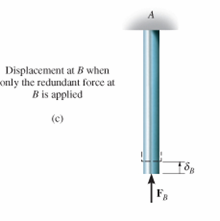 A
Displacement at B when
only the redundant force at
B is applied
(c)
δB
FB